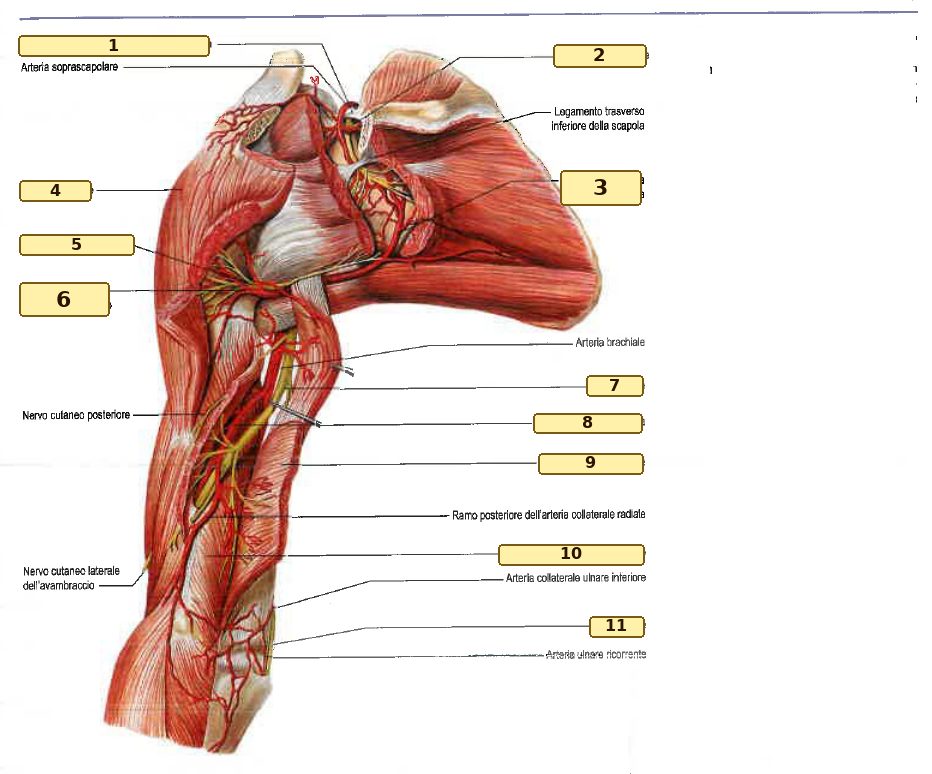 1
Arteria soprascapolare
2
Legamento trasverso
inferiore della scapola
3
4
5
6
Arteria brachiale
7
Nervo cutaneo posteriore
8
9
Ramo posteriore dell'arteria collaterale radiale
10
Nervo cutaneo laterale
dell'avambraccio
Arteria collaterale ulnare inferiore
11
Arteria ulnare ricorrente